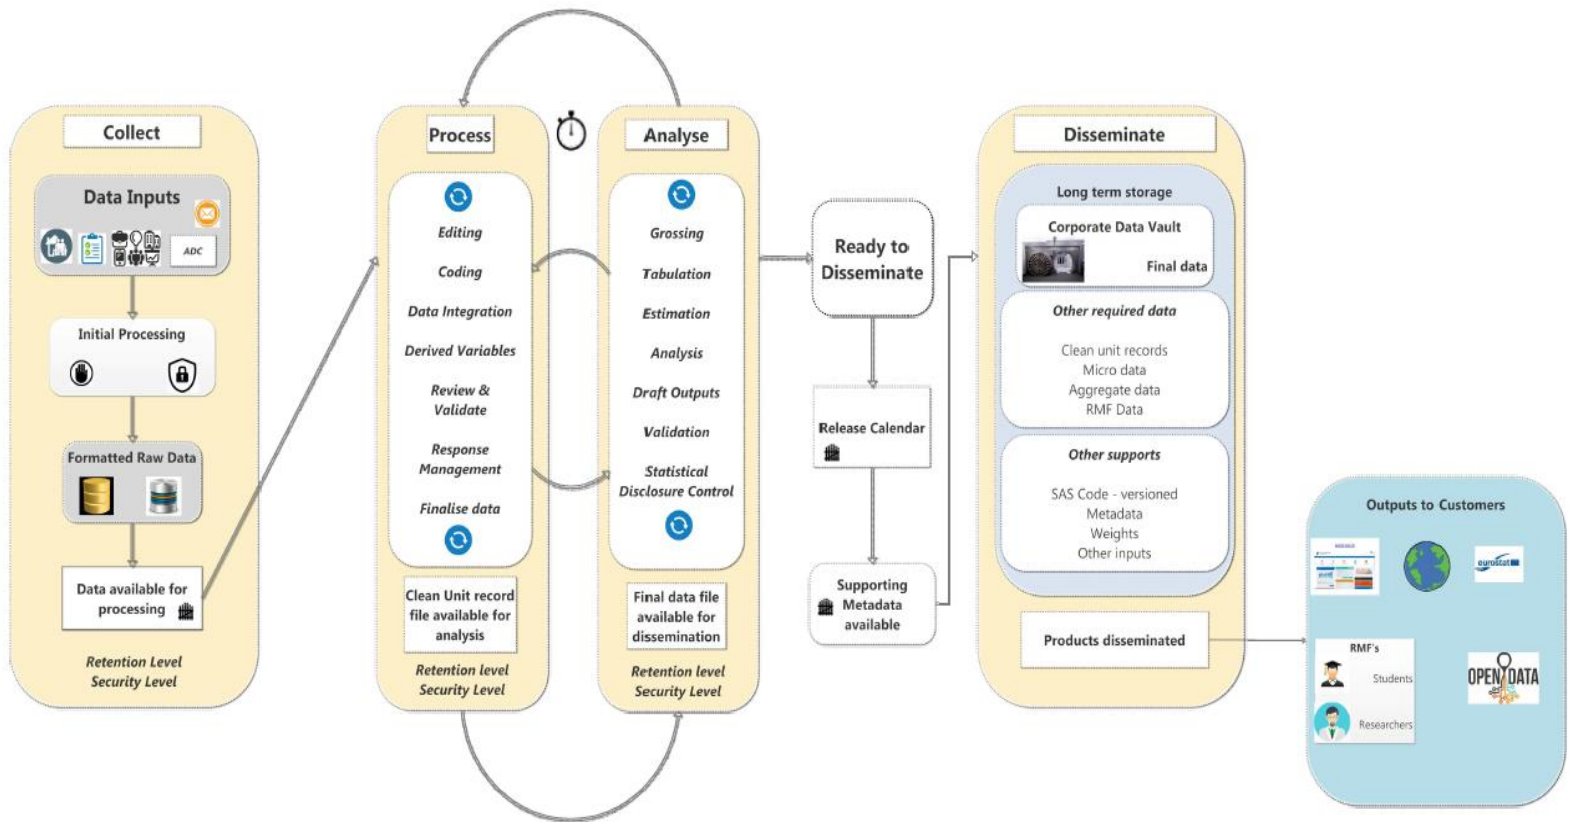 Collect
Data Inputs
ADC
Initial Processing
Formatted Raw Data
Data available for
processing
Retention Level
Security Level
Process
Editing
Coding
Data Integration
Derived Variables
Review &
Validate
Response
Management
Finalise data
Clean Unit record
file available for
analysis
Retention level
Security Level
Analyse
Grossing
Tabulation
Estimation
Analysis
Draft Outputs
Validation
Statistical
Disclosure Control
Final data file
available for
dissemination
Retention level
Security Level
Ready to
Disseminate
Release Calendar
Supporting
Metadata
available
Disseminate
Long term storage
Corporate Data Vault
Final data
Other required data
Clean unit records
Micro data
Aggregate data
RMF Data
Other supports
SAS Code - versioned
Metadata
Weights
Other inputs
Products disseminated
Outputs to Customers
eurostat
RMF's
Students
Researchers
OPEN DATA